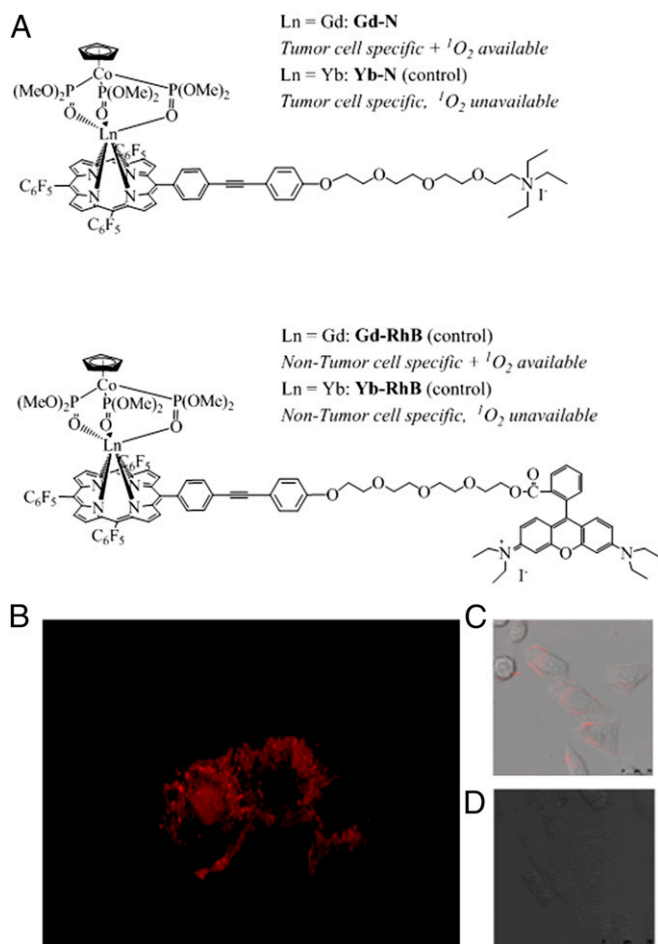 A
Ln = Gd: Gd-N
Tumor cell specific + ¹O₂ available
Ln = Yb: Yb-N (control)
Tumor cell specific, ¹O₂ unavailable
Co
(MeO)₂P P(OMe)₂ P(OMe)₂
O O O
Ln
C₆F₅
C₆F₅ N N N N O O O O N
I⁻
C₆F₅
Ln = Gd: Gd-RhB (control)
Non-Tumor cell specific + ¹O₂ available
Ln = Yb: Yb-RhB (control)
Non-Tumor cell specific, ¹O₂ unavailable
Co
(MeO)₂P P(OMe)₂ P(OMe)₂
O O O
Ln
C₆F₅
C₆F₅ N N N N O O O O O C O
C₆F₅
N⁺ O N
I⁻
B
C
D